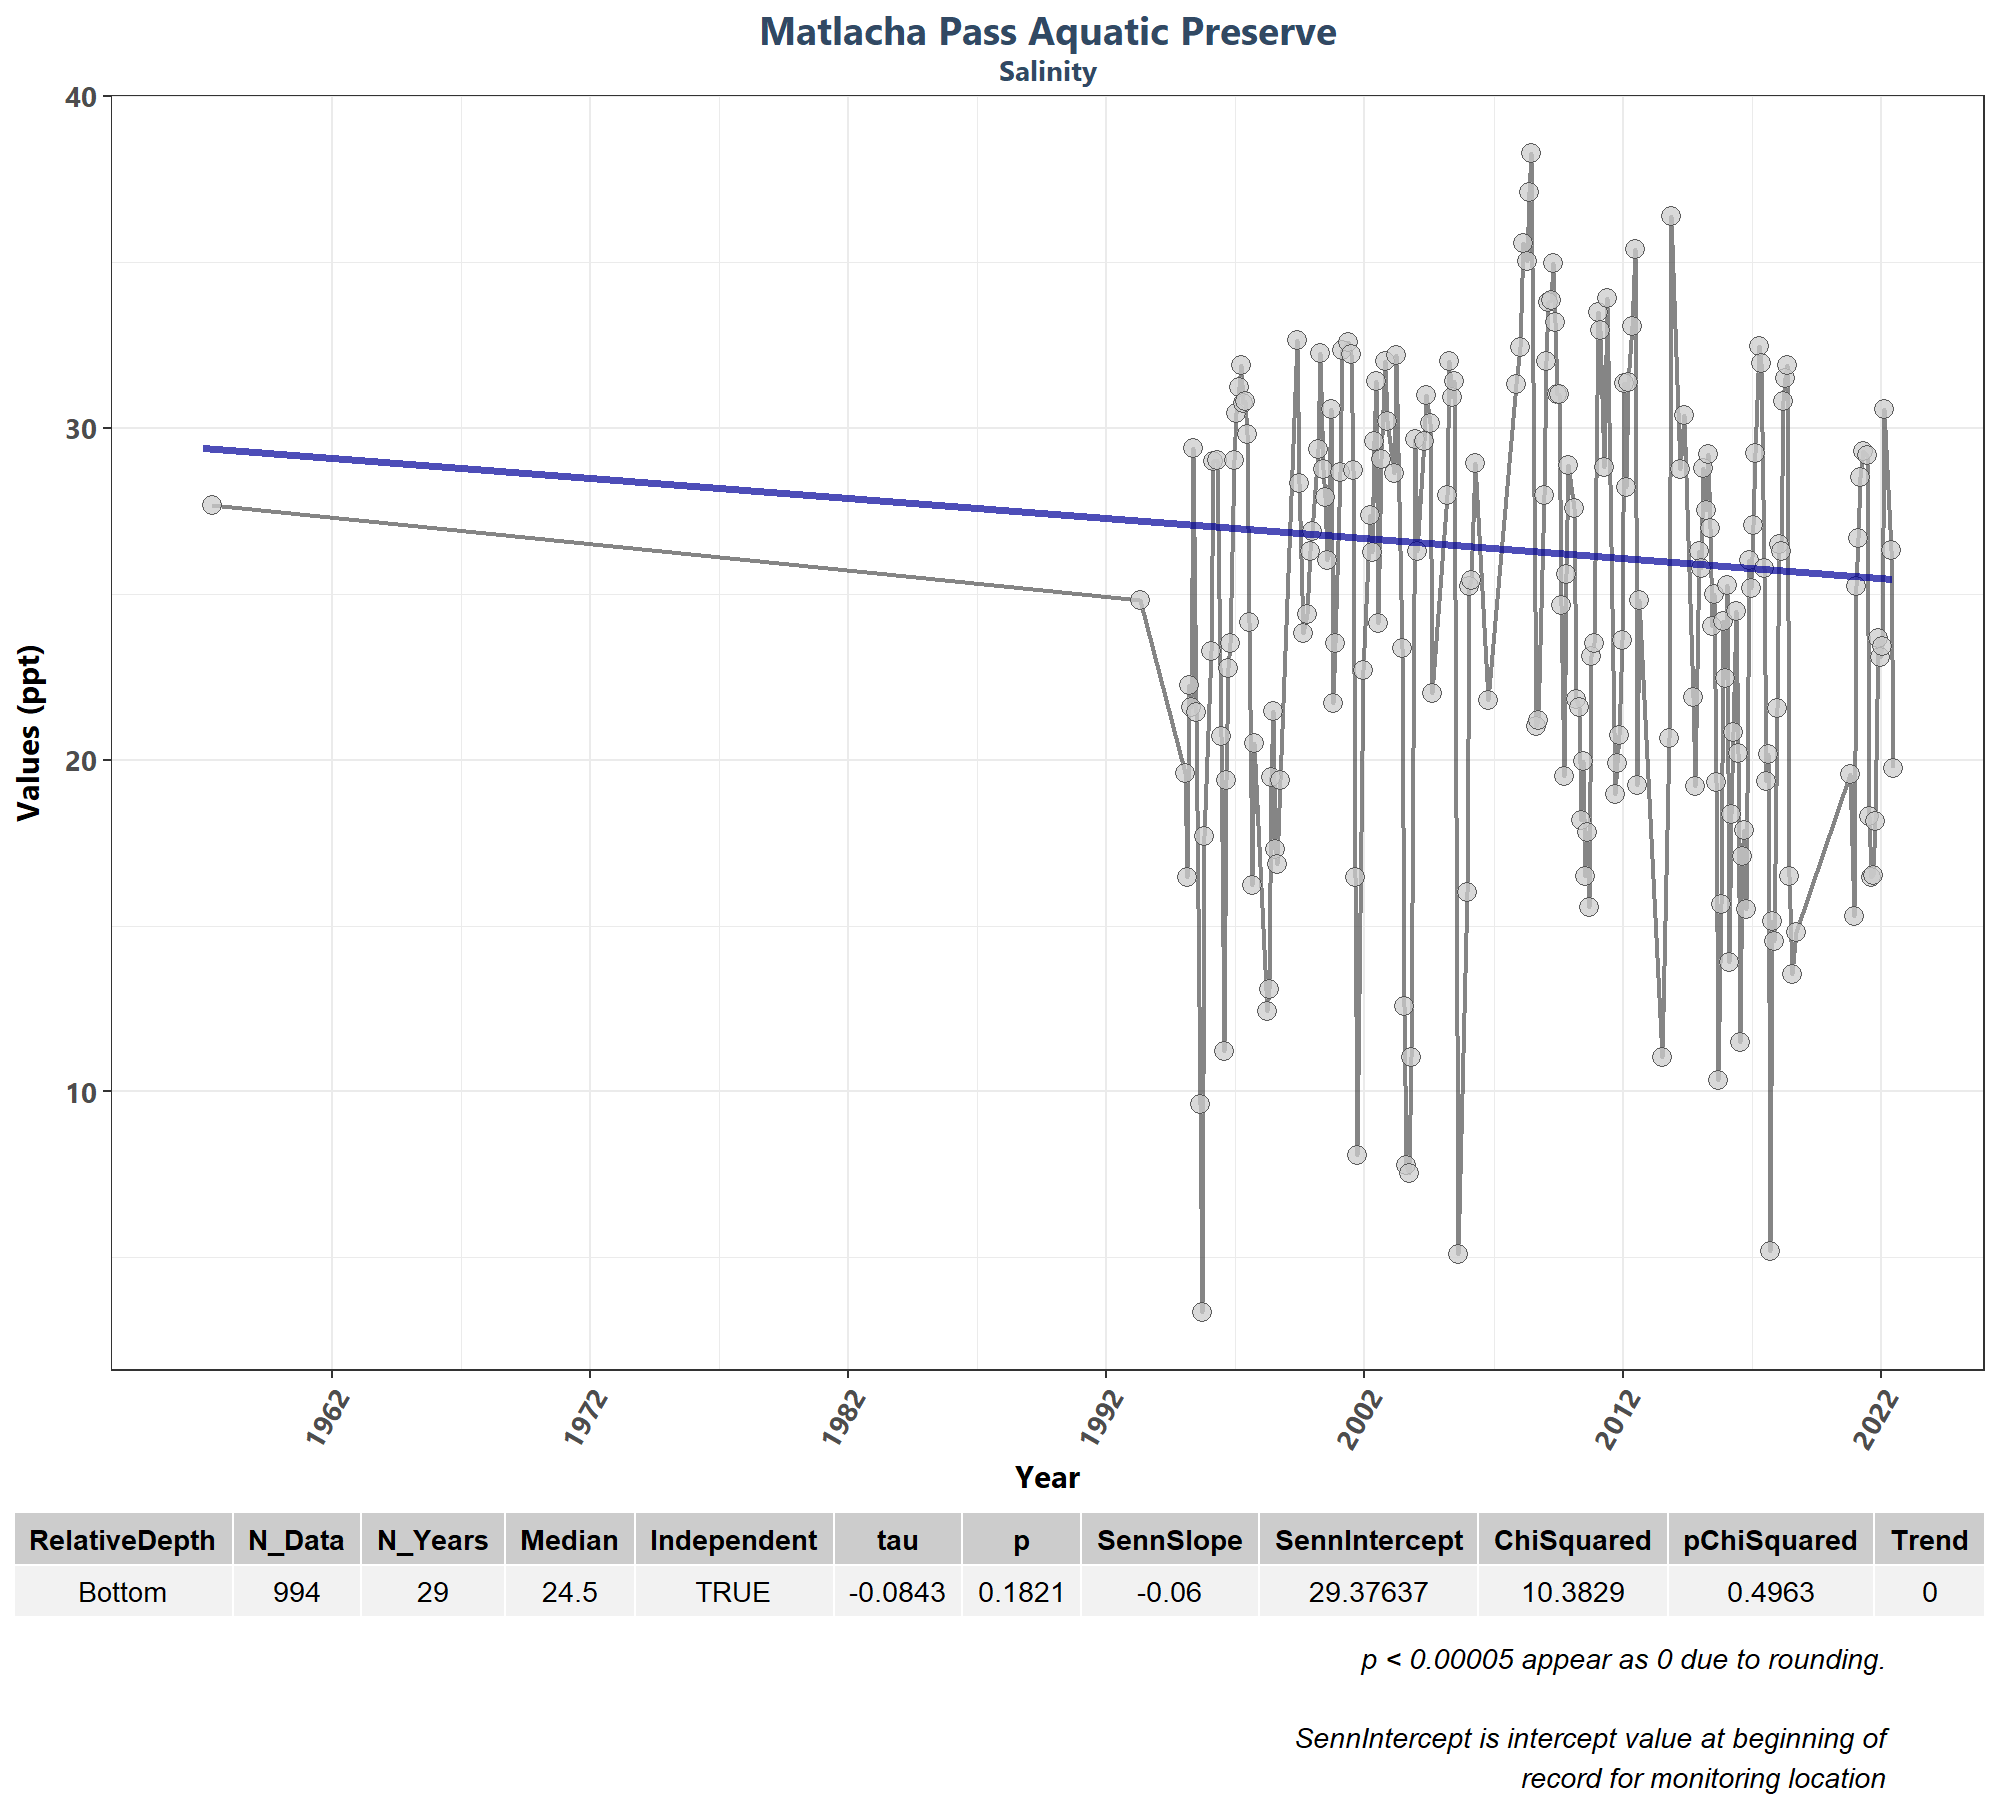 Matlacha Pass Aquatic Preserve
Salinity
40
30
20
10
Values (ppt)
1962 1972 1982 1992 2002 2012 2022
Year
RelativeDepth N_Data N_Years Median Independent tau p SennSlope SennIntercept ChiSquared pChiSquared Trend
Bottom 994 29 24.5 TRUE -0.0843 0.1821 -0.06 29.37637 10.3829 0.4963 0
p < 0.00005 appear as 0 due to rounding.
SennIntercept is intercept value at beginning of
record for monitoring location